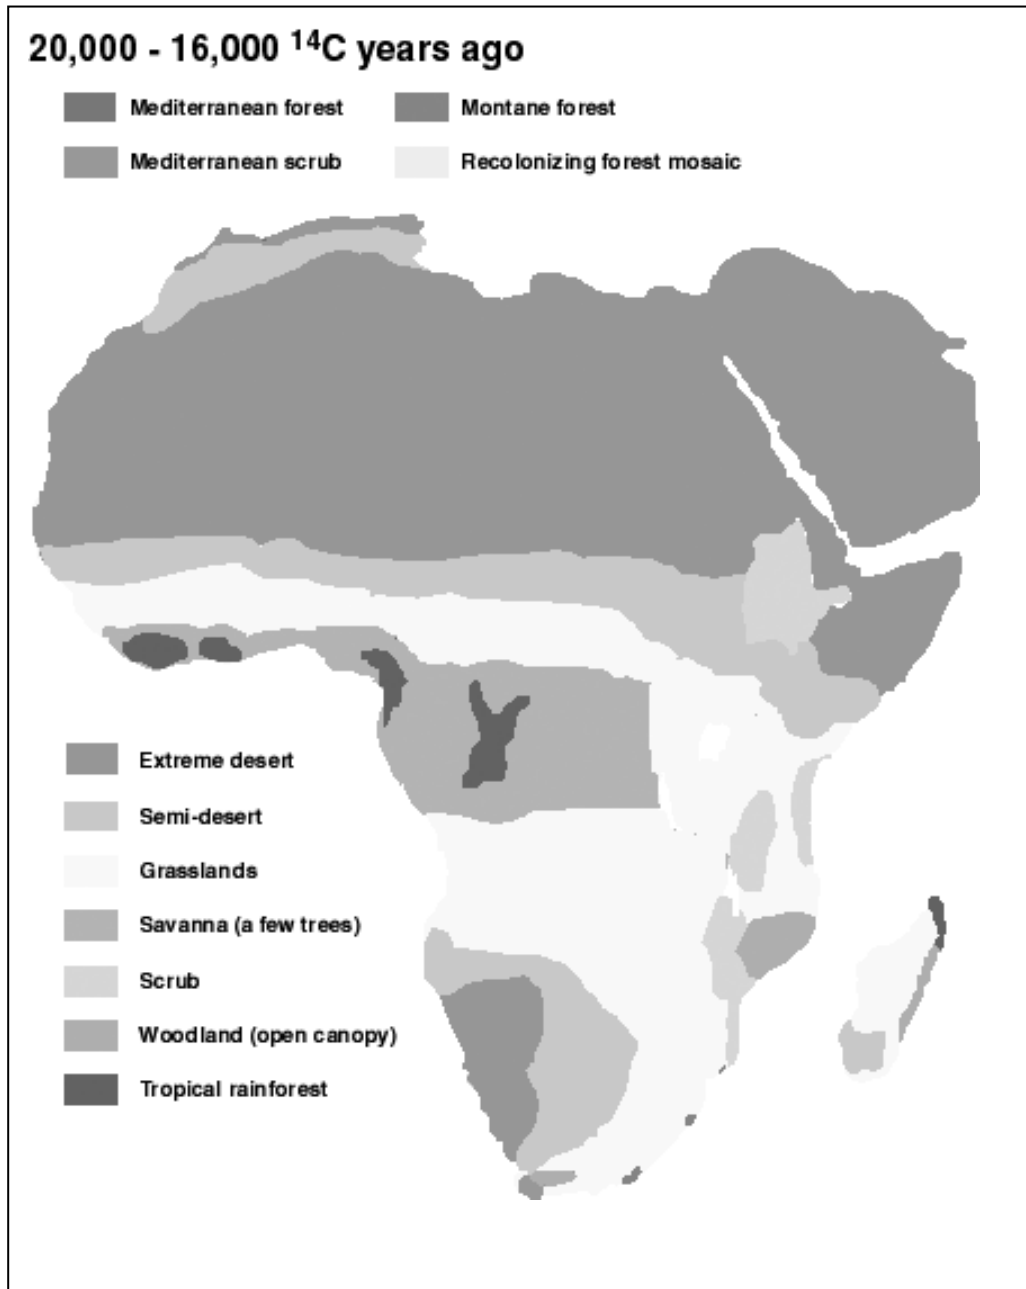 20,000 - 16,000 ¹⁴C years ago
Mediterranean forest Montane forest
Mediterranean scrub Recolonizing forest mosaic
Extreme desert
Semi-desert
Grasslands
Savanna (a few trees)
Scrub
Woodland (open canopy)
Tropical rainforest